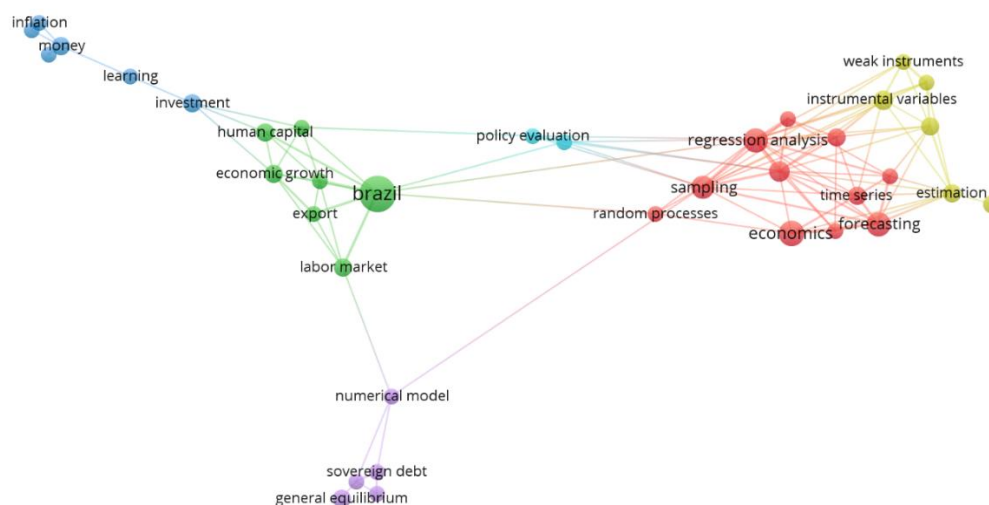 inflation
money
learning
investment
human capital
economic growth
brazil
export
labor market
policy evaluation
weak instruments
instrumental variables
regression analysis
sampling
time series
estimation
random processes
economics
forecasting
numerical model
sovereign debt
general equilibrium